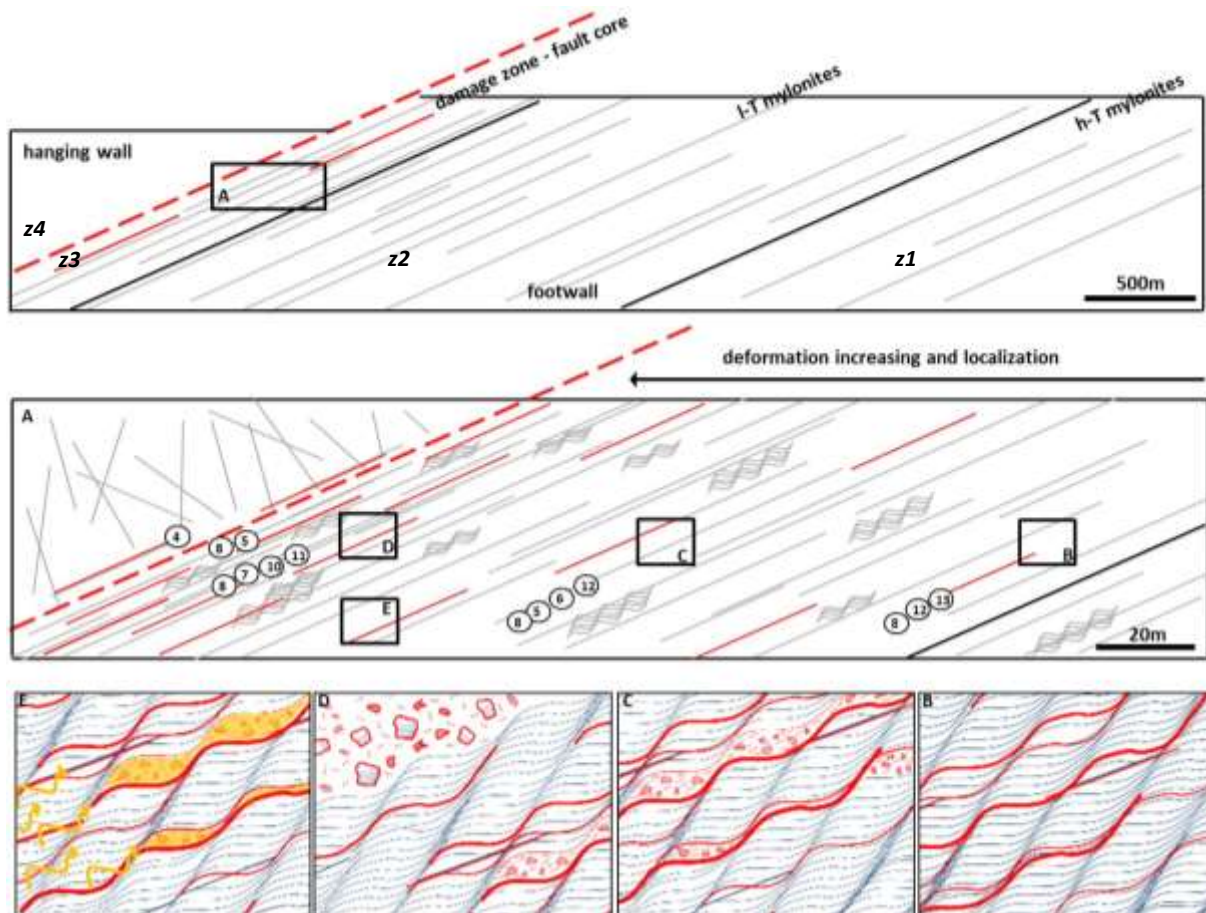 damage zone - fault core
l-T mylonites
h-T mylonites
hanging wall
A
z4
z3
z2
z1
footwall
500m
deformation increasing and localization
A
4
8 5
11
10
7
8
D
C
B
E
12
6
5
8
13
12
8
20m
E
D
C
B